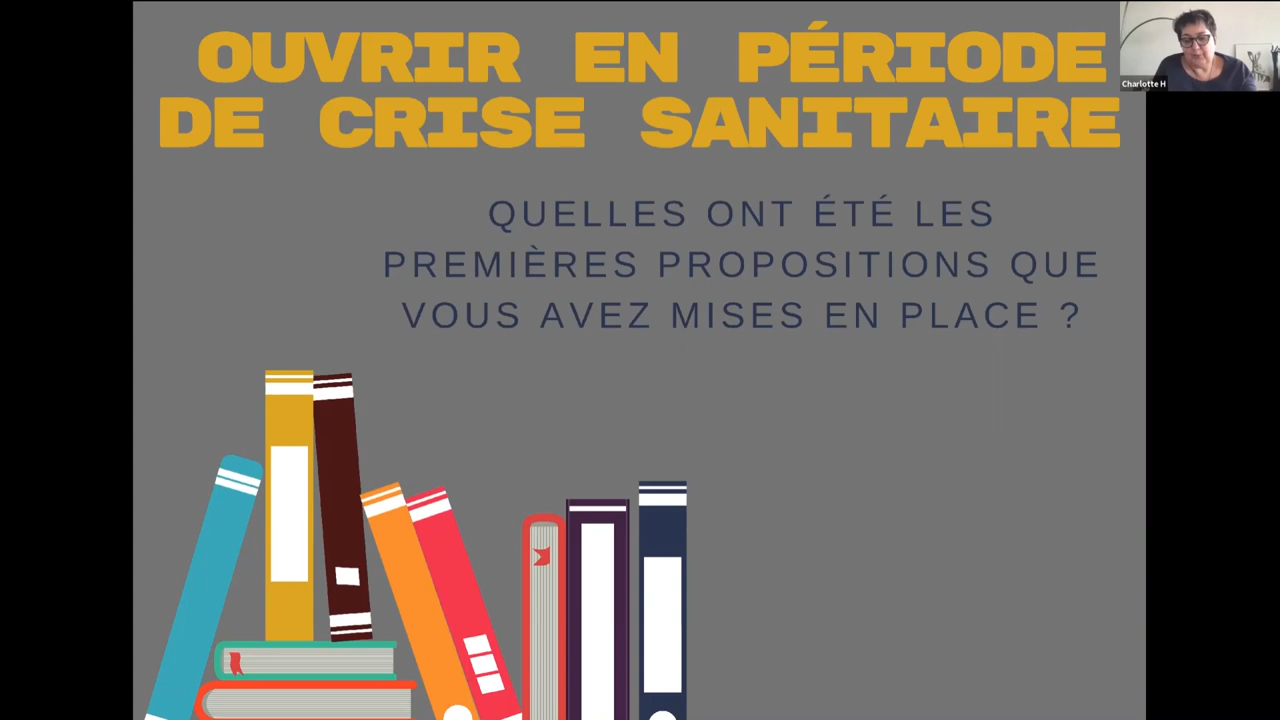 OUVRIR EN PÉRIODE
DE CRISE SANITAIRE
Charlotte H
QUELLES ONT ÉTÉ LES
PREMIÈRES PROPOSITIONS QUE
VOUS AVEZ MISES EN PLACE ?